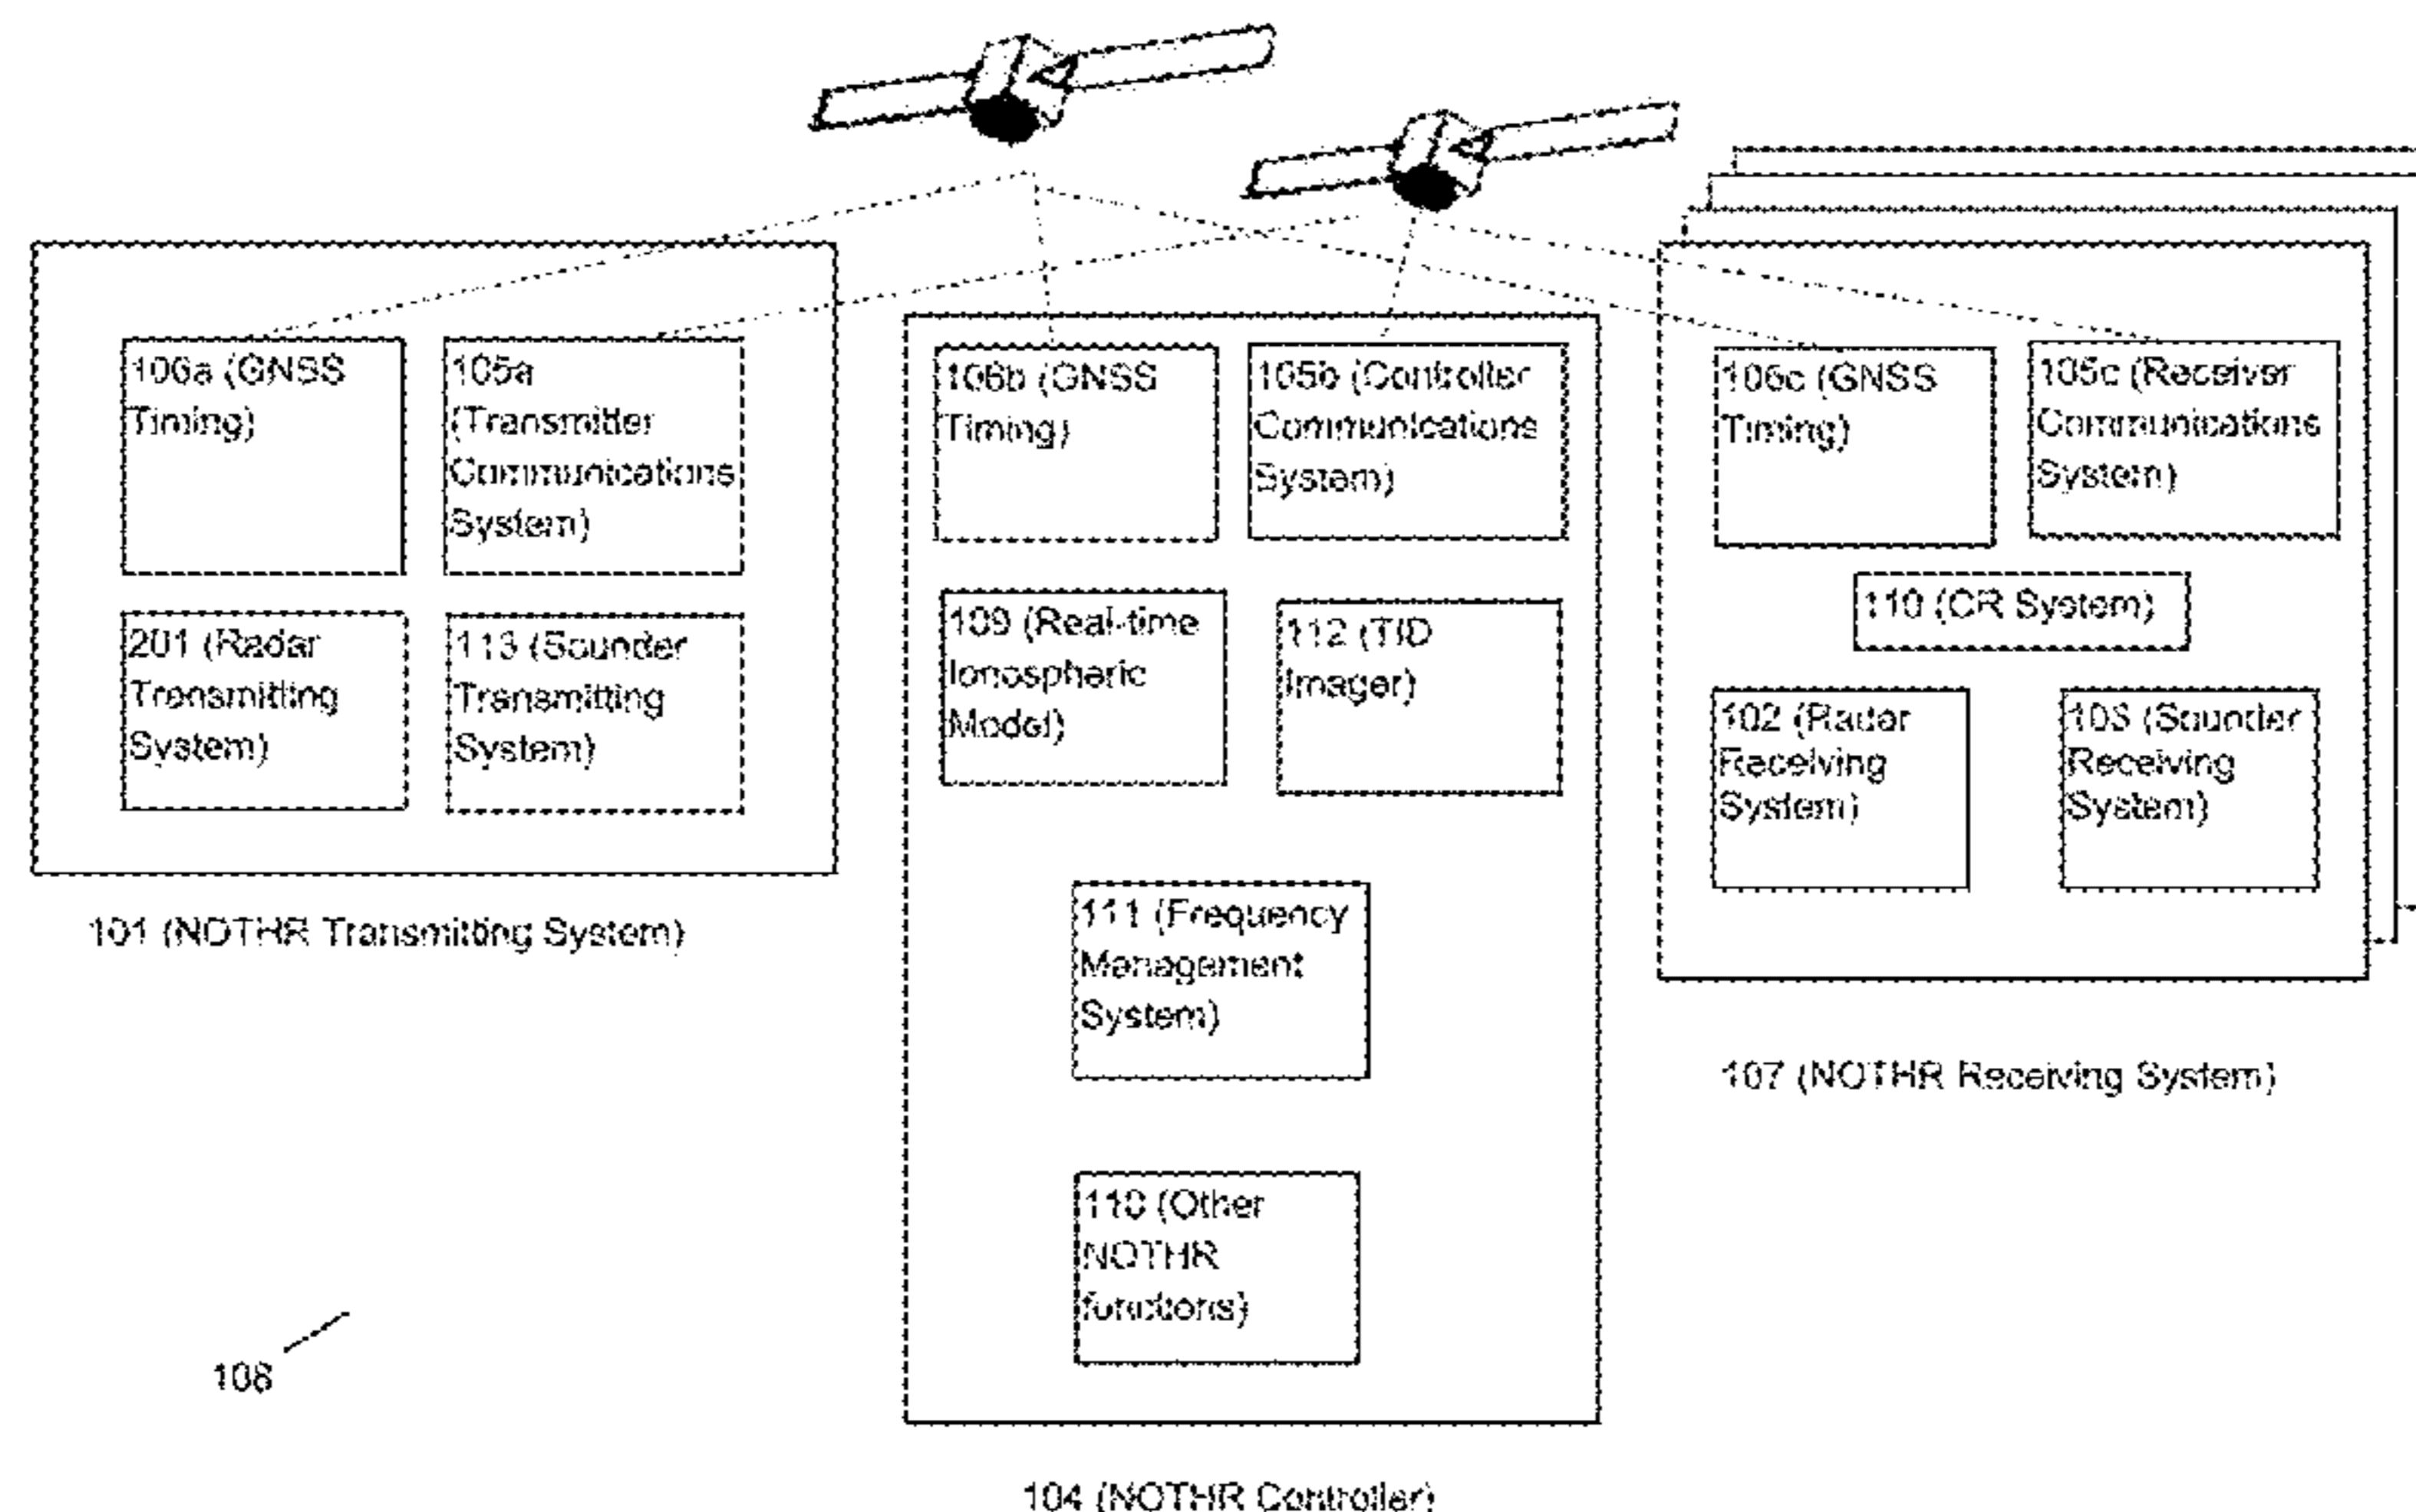 106a (GNSS
Timing)
105a
(Transmitter
Communications
System)
201 (Radar
Transmitting
System)
113 (Sounder
Transmitting
System)
101 (NOTHR Transmitting System)
106b (GNSS
Timing)
105b (Controller
Communications
System)
109 (Real-time
Ionospheric
Model)
112 (TID
Imager)
111 (Frequency
Management
System)
(Other
NOTHR
functions)
104 (NOTHR Controller)
106c (GNSS
Timing)
105c (Receiver
Communications
System)
110 (CR System)
102 (Radar
Receiving
System)
103 (Sounder
Receiving
System)
107 (NOTHR Receiving System)
108